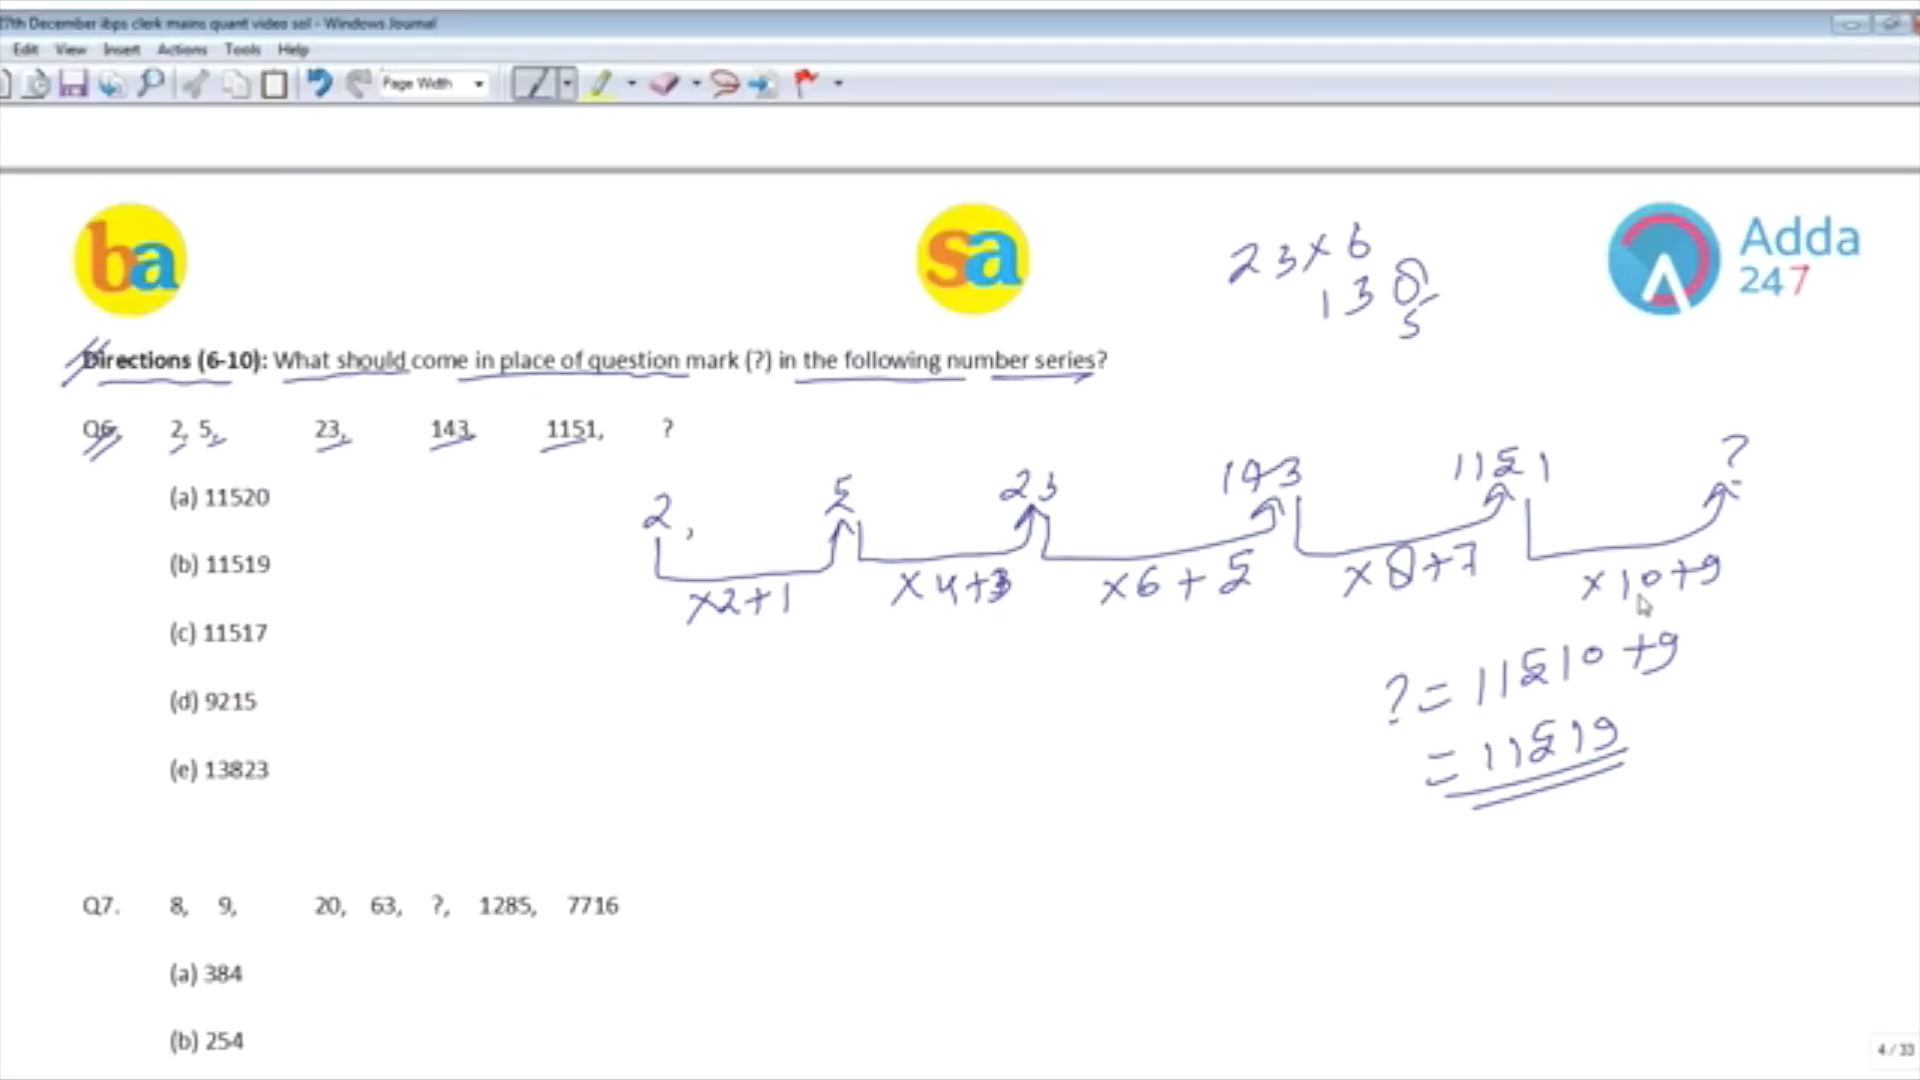 27th December ibps clerk mains quant video sol - Windows Journal
Edit View Insert Actions Tools Help
Page Width
ba
sa
Adda
247
23×6
138
5
Directions (6-10): What should come in place of question mark (?) in the following number series?
Q6. 2, 5, 23, 143, 1151, ?
2, 5 23 143 1151 ?
×2+1 ×4+3 ×6+5 ×8+7 ×10+9
(a) 11520
(b) 11519
(c) 11517
(d) 9215
(e) 13823
?= 11510+9
= 11519
Q7. 8, 9, 20, 63, ?, 1285, 7716
(a) 384
(b) 254
4 / 33